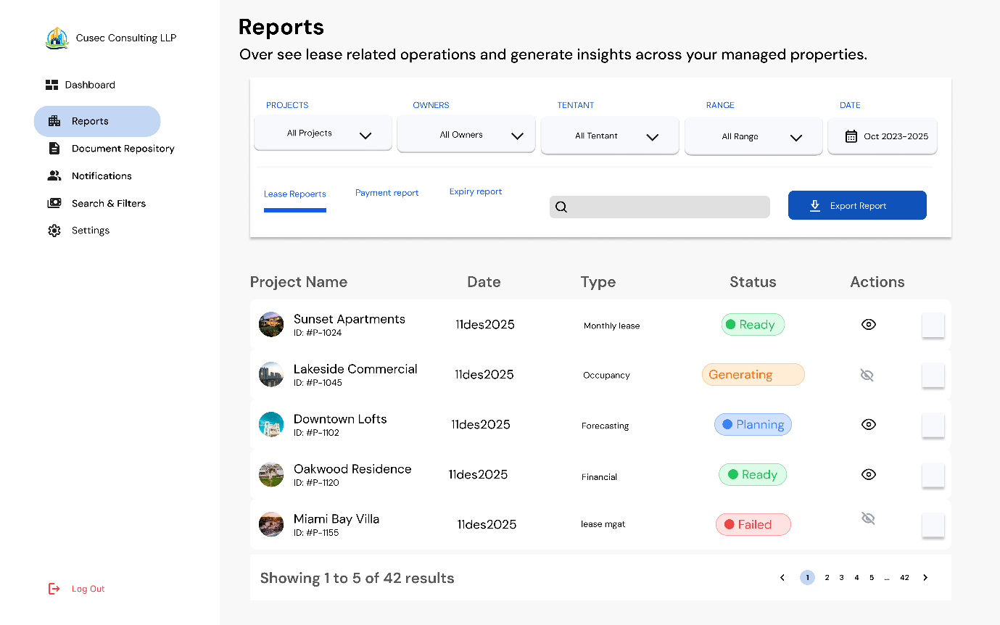 Cusec Consulting LLP
Dashboard
Reports
Document Repository
Notifications
Search & Filters
Settings
Log Out
Reports
Over see lease related operations and generate insights across your managed properties.
PROJECTS OWNERS TENTANT RANGE DATE
All Projects All Owners All Tentant All Range Oct 2023-2025
Lease Repoerts Payment report Expiry report Export Report
Project Name Date Type Status Actions
Sunset Apartments 11des2025 Monthly lease Ready
ID: #P-1024
Lakeside Commercial 11des2025 Occupancy Generating
ID: #P-1045
Downtown Lofts 11des2025 Forecasting Planning
ID: #P-1102
Oakwood Residence 11des2025 Financial Ready
ID: #P-1120
Miami Bay Villa 11des2025 lease mgat Failed
ID: #P-1155
Showing 1 to 5 of 42 results 1 2 3 4 5 ... 42